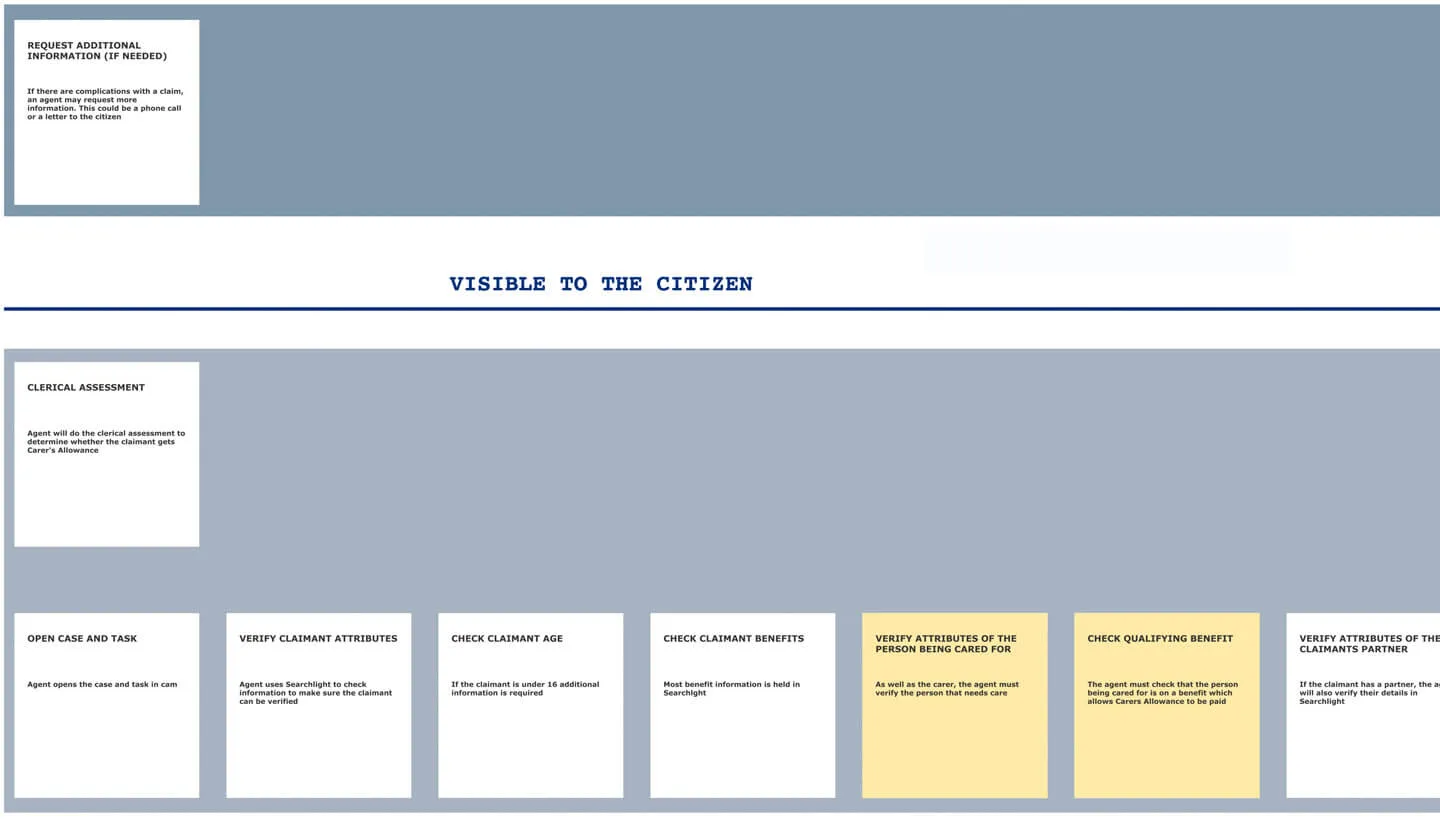 REQUEST ADDITIONAL
INFORMATION (IF NEEDED)
If there are complications with a claim,
an agent may request more
information. This could be a phone call
or a letter to the citizen
VISIBLE TO THE CITIZEN
CLERICAL ASSESSMENT
Agent will do the clerical assessment to
determine whether the claimant gets
Carer's Allowance
OPEN CASE AND TASK
Agent opens the case and task in cam
VERIFY CLAIMANT ATTRIBUTES
Agent uses Searchlight to check
information to make sure the claimant
can be verified
CHECK CLAIMANT AGE
If the claimant is under 16 additional
information is required
CHECK CLAIMANT BENEFITS
Most benefit information is held in
Searchlght
VERIFY ATTRIBUTES OF THE
PERSON BEING CARED FOR
As well as the carer, the agent must
verify the person that needs care
CHECK QUALIFYING BENEFIT
The agent must check that the person
being cared for is on a benefit which
allows Carers Allowance to be paid
VERIFY ATTRIBUTES OF THE
CLAIMANTS PARTNER
If the claimant has a partner, the
will also verify their details in
Searchlight